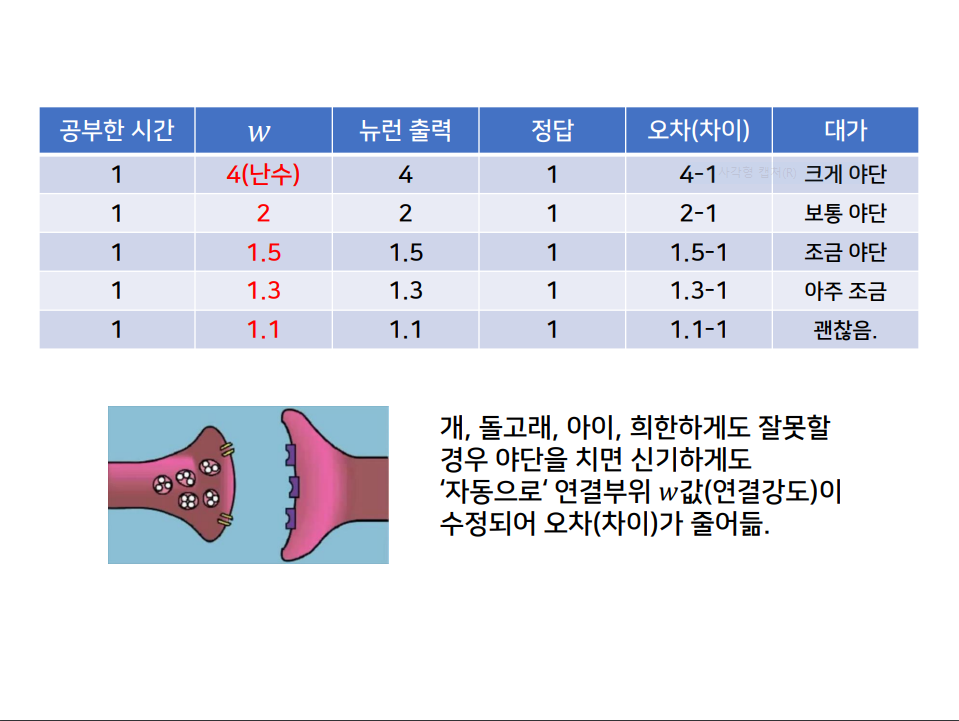 공부한 시간 w 뉴런 출력 정답 오차(차이) 대가
1 4(난수) 4 1 4-1 크게 야단
1 2 2 1 2-1 보통 야단
1 1.5 1.5 1 1.5-1 조금 야단
1 1.3 1.3 1 1.3-1 아주 조금
1 1.1 1.1 1 1.1-1 괜찮음.
개, 돌고래, 아이, 희한하게도 잘못할
경우 야단을 치면 신기하게도
‘자동으로‘ 연결부위 w값(연결강도)이
수정되어 오차(차이)가 줄어듦.